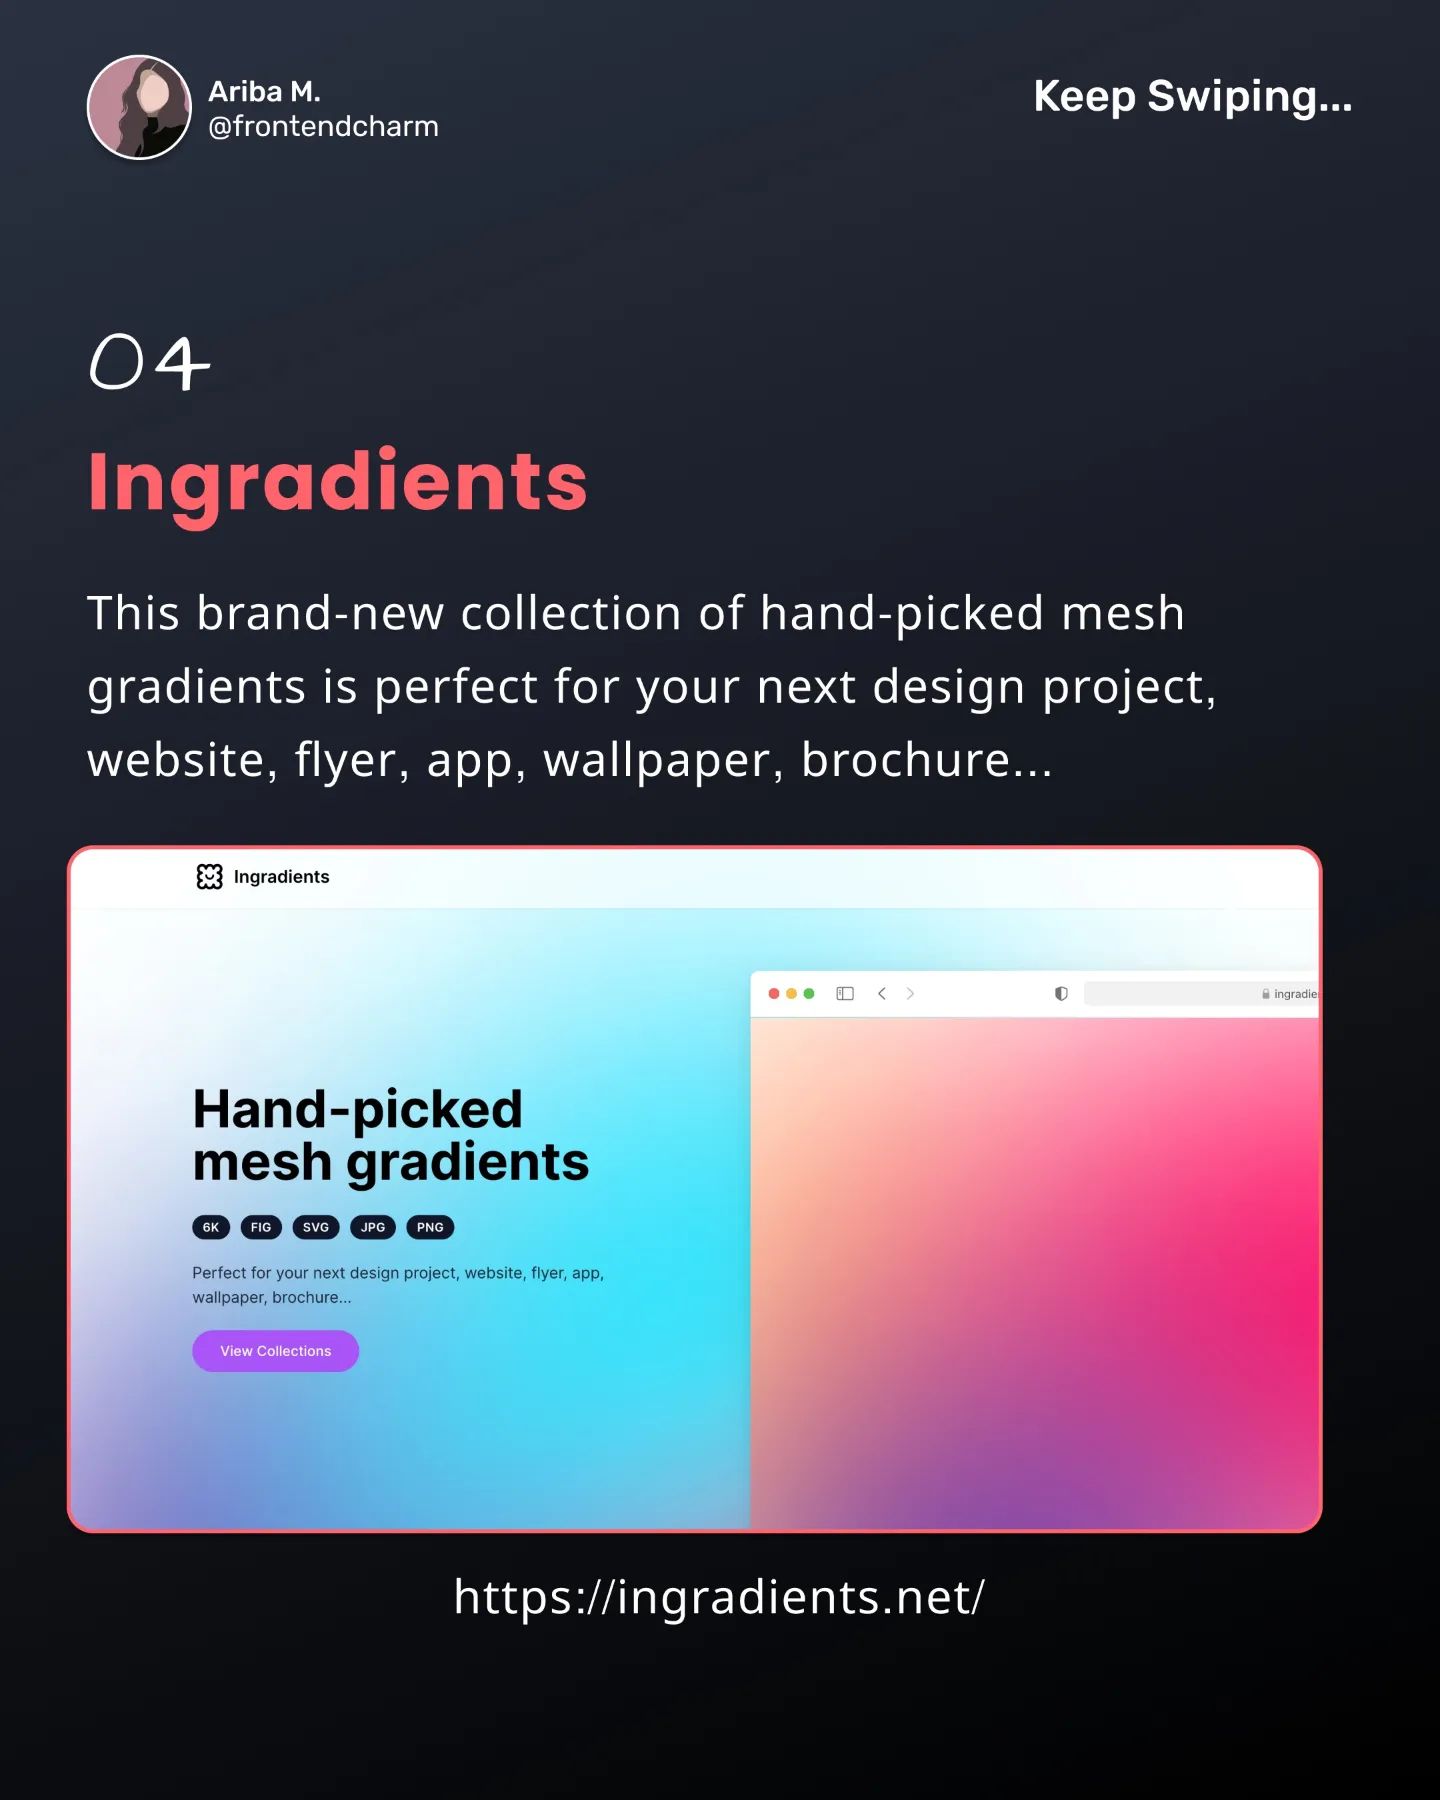 Ariba M.
@frontendcharm
Keep Swiping...
04
Ingradients
This brand-new collection of hand-picked mesh
gradients is perfect for your next design project,
website, flyer, app, wallpaper, brochure...
Ingradients
ingradie
Hand-picked
mesh gradients
6K FIG SVG JPG PNG
Perfect for your next design project, website, flyer, app,
wallpaper, brochure...
View Collections
https://ingradients.net/